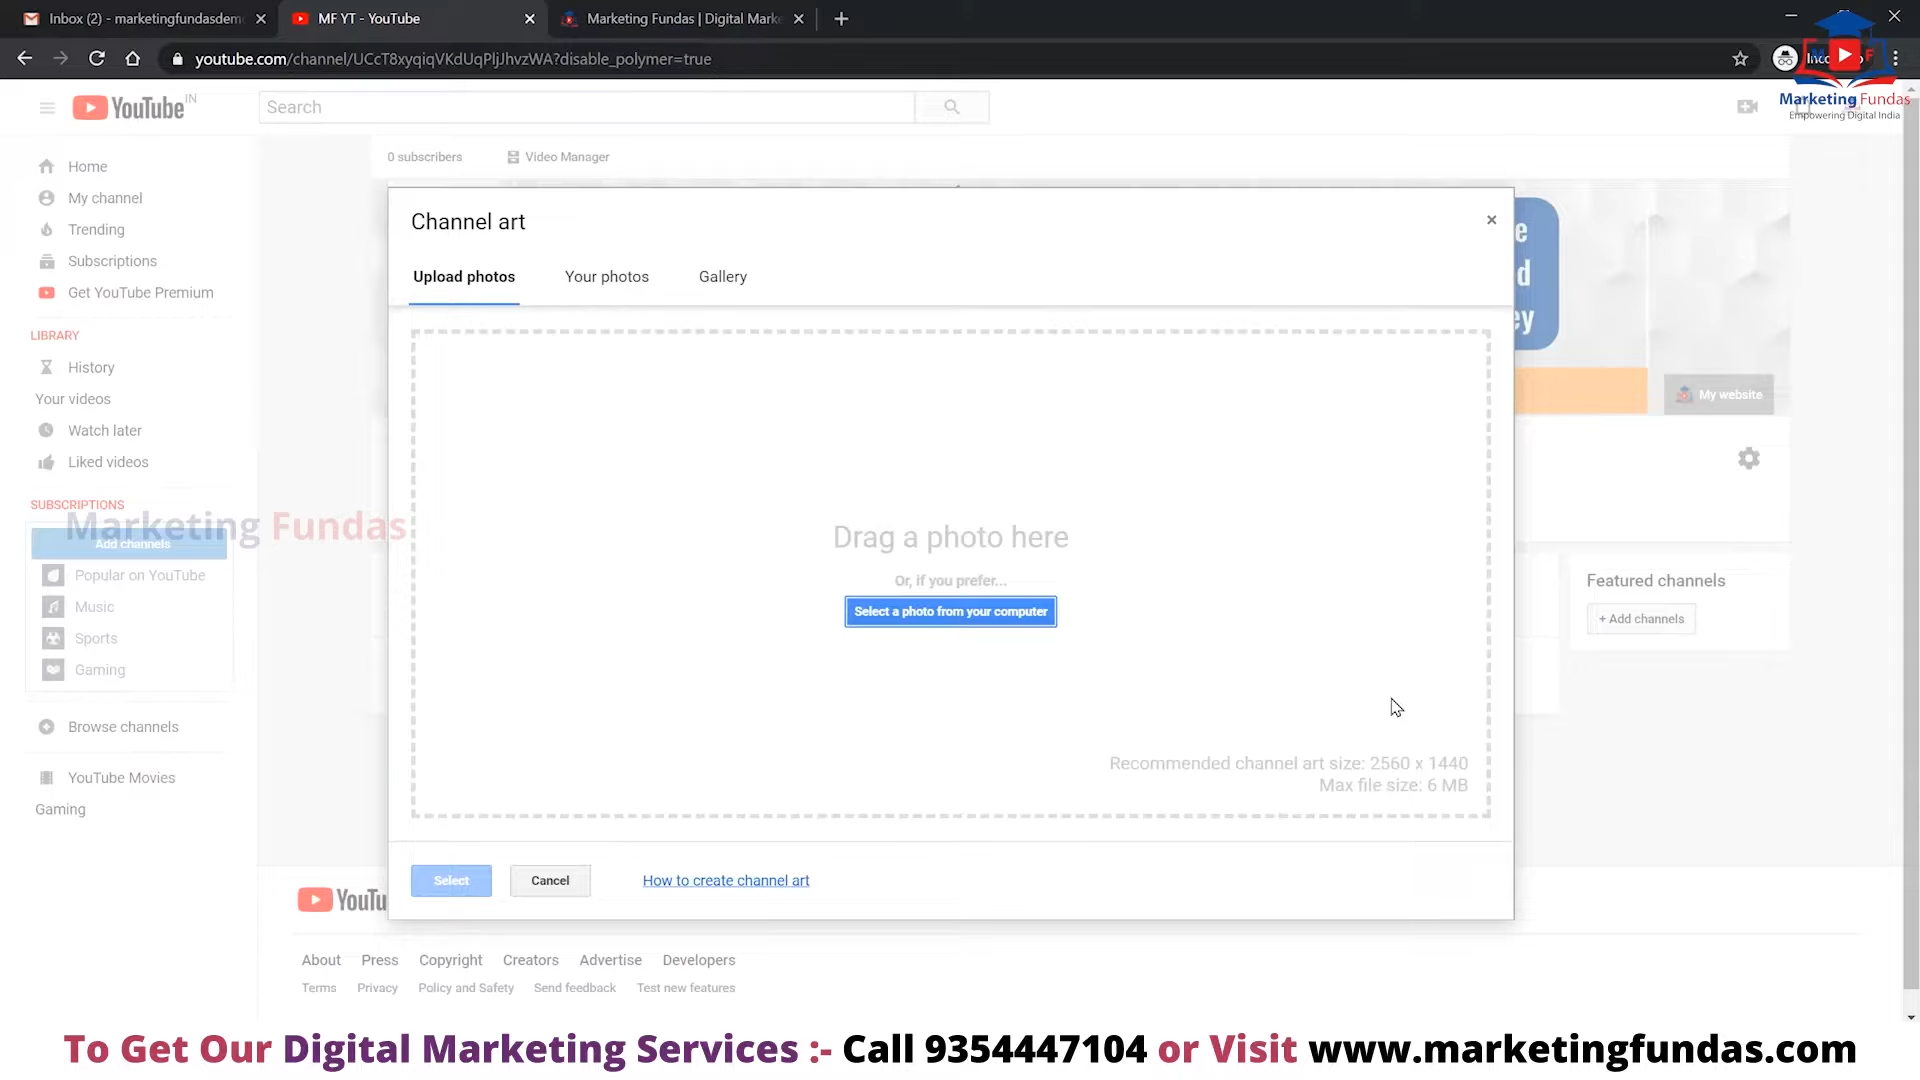 Inbox (2) - marketingfundasdem
MF YT - YouTube
Marketing Fundas | Digital Marke
youtube.com/channel/UCcT8xyqiqVKdUqPljJhvzWA?disable_polymer=true
Marketing Fundas
Empowering Digital India
YouTube IN
Search
0 subscribers
Video Manager
Home
My channel
Trending
Subscriptions
Get YouTube Premium
LIBRARY
History
Your videos
Watch later
Liked videos
SUBSCRIPTIONS
Marketing Fundas
Add channels
Popular on YouTube
Music
Sports
Gaming
Browse channels
YouTube Movies
Gaming
Channel art
Upload photos
Your photos
Gallery
Drag a photo here
Or, if you prefer...
Select a photo from your computer
Recommended channel art size: 2560 x 1440
Max file size: 6 MB
Select
Cancel
How to create channel art
My website
Featured channels
+ Add channels
YouTu
About Press Copyright Creators Advertise Developers
Terms Privacy Policy and Safety Send feedback Test new features
To Get Our Digital Marketing Services :- Call 9354447104 or Visit www.marketingfundas.com